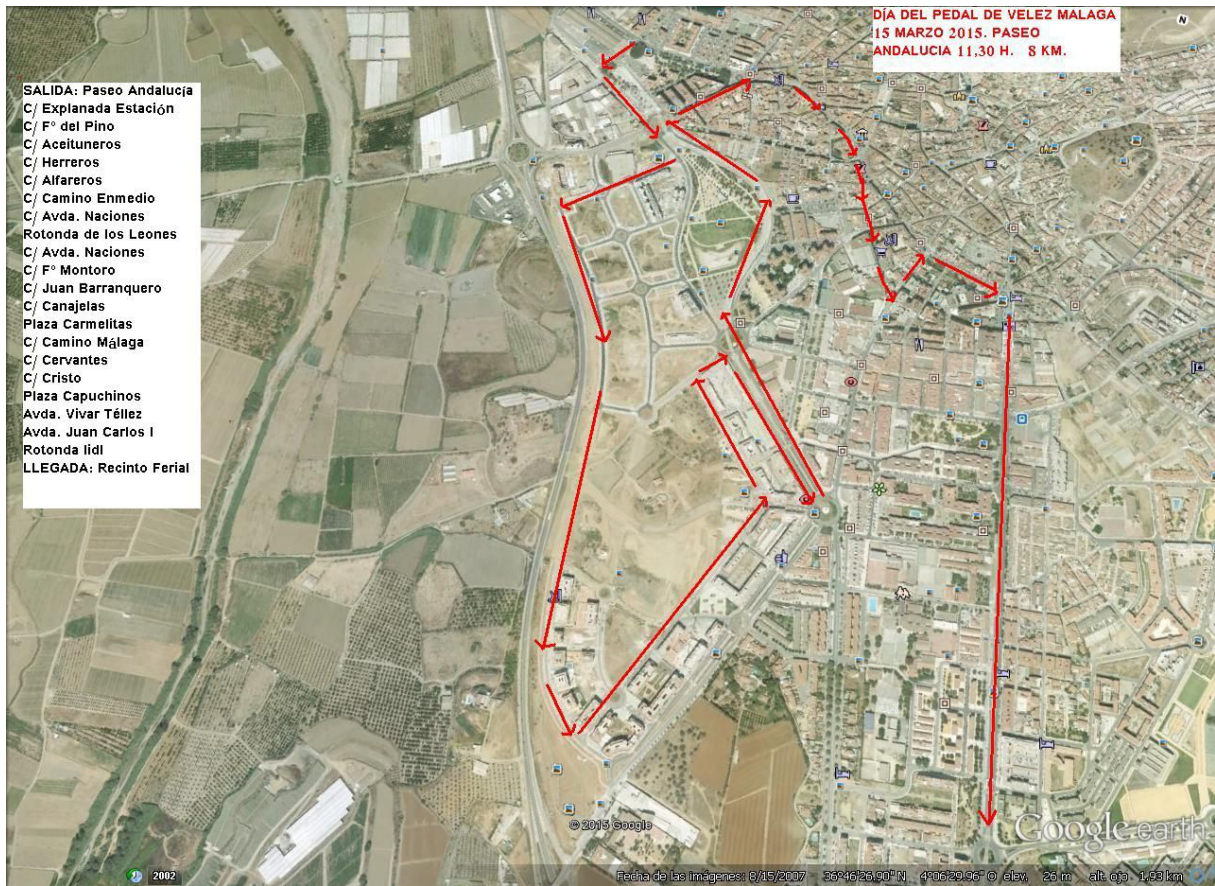 DÍA DEL PEDAL DE VELEZ MALAGA
15 MARZO 2015. PASEO
ANDALUCIA 11,30 H. 8 KM.
N
SALIDA: Paseo Andalucía
C/ Explanada Estación
C/ Fº del Pino
C/ Aceituneros
C/ Herreros
C/ Alfareros
C/ Camino Enmedio
C/ Avda. Naciones
Rotonda de los Leones
C/ Avda. Naciones
C/ Fº Montoro
C/ Juan Barranquero
C/ Canajelas
Plaza Carmelitas
C/ Camino Málaga
C/ Cervantes
C/ Cristo
Plaza Capuchinos
Avda. Vivar Téllez
Avda. Juan Carlos I
Rotonda lidl
LLEGADA: Recinto Ferial
© 2015 Google
Google earth
2002
Fecha de las imágenes: 8/15/2007 36°46'26.90" N 4°06'29.96" O elev. 26 m alt. ojo 1,93 km